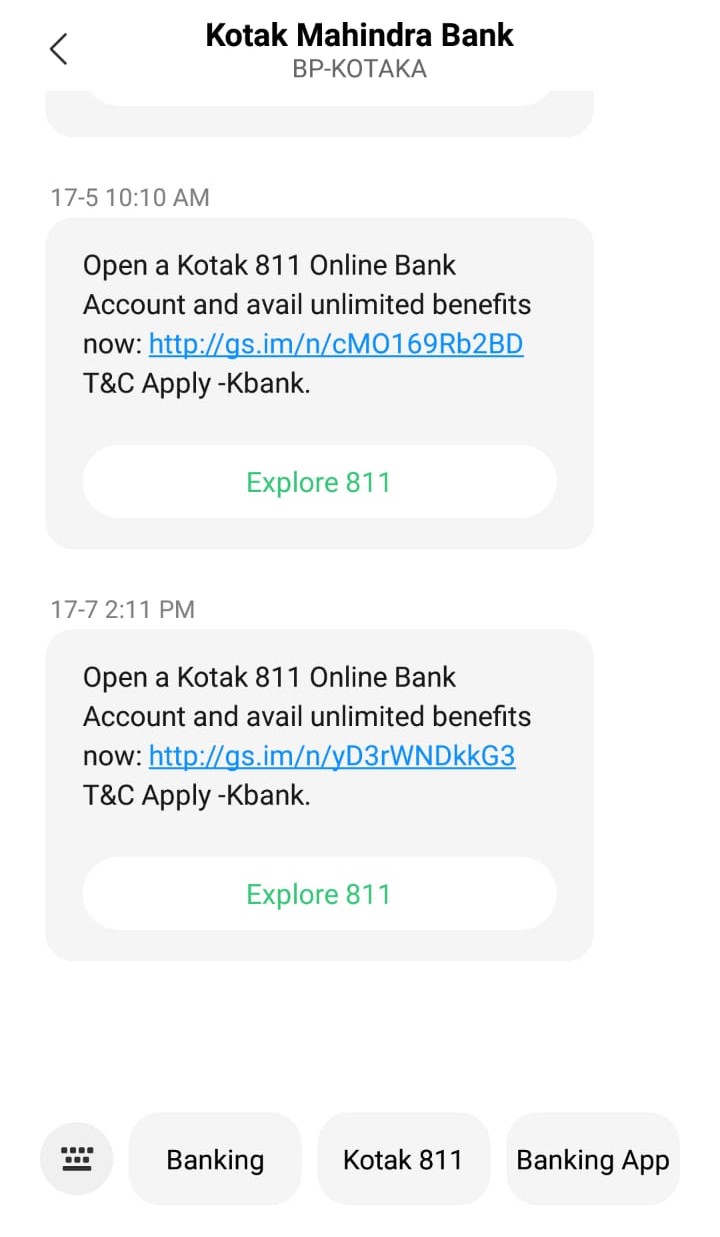 Kotak Mahindra Bank
BP-KOTAKA
17-5 10:10 AM
Open a Kotak 811 Online Bank
Account and avail unlimited benefits
now: http://gs.im/n/cMO169Rb2BD
T&C Apply -Kbank.
Explore 811
17-7 2:11 PM
Open a Kotak 811 Online Bank
Account and avail unlimited benefits
now: http://gs.im/n/yD3rWNDkkG3
T&C Apply -Kbank.
Explore 811
Banking
Kotak 811
Banking App